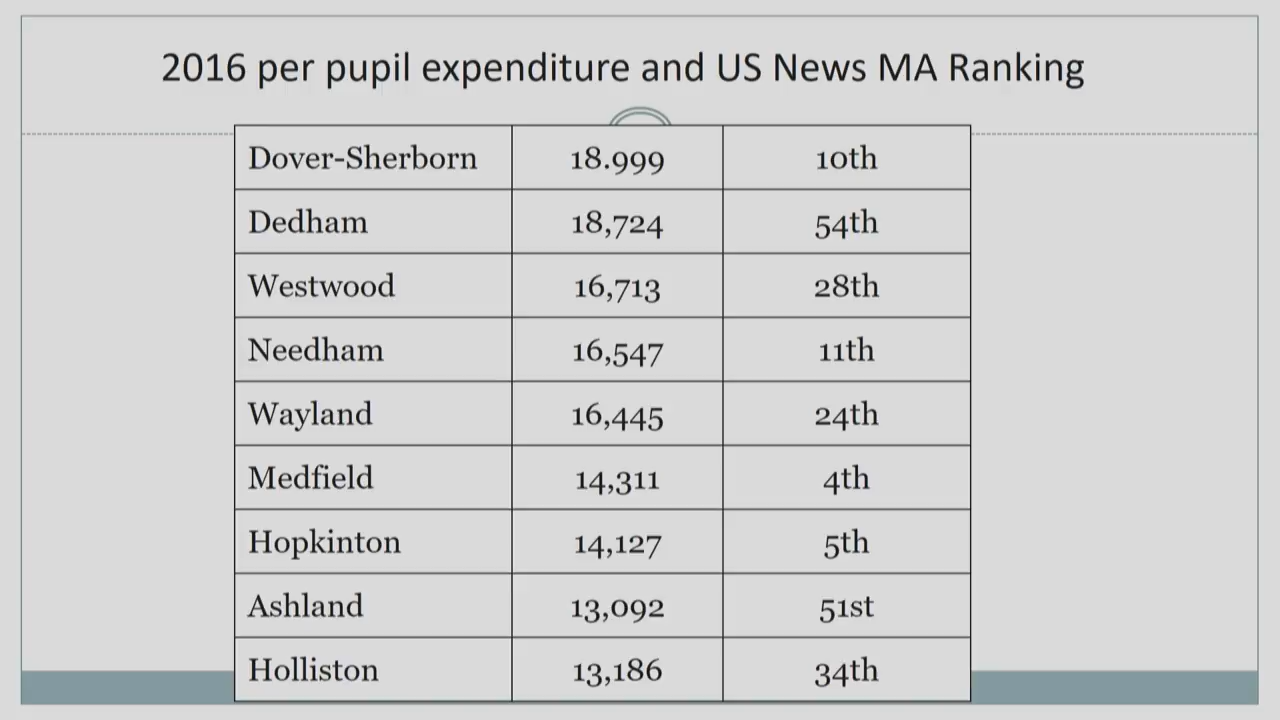 2016 per pupil expenditure and US News MA Ranking
Dover-Sherborn 18.999 10th
Dedham 18,724 54th
Westwood 16,713 28th
Needham 16,547 11th
Wayland 16,445 24th
Medfield 14,311 4th
Hopkinton 14,127 5th
Ashland 13,092 51st
Holliston 13,186 34th